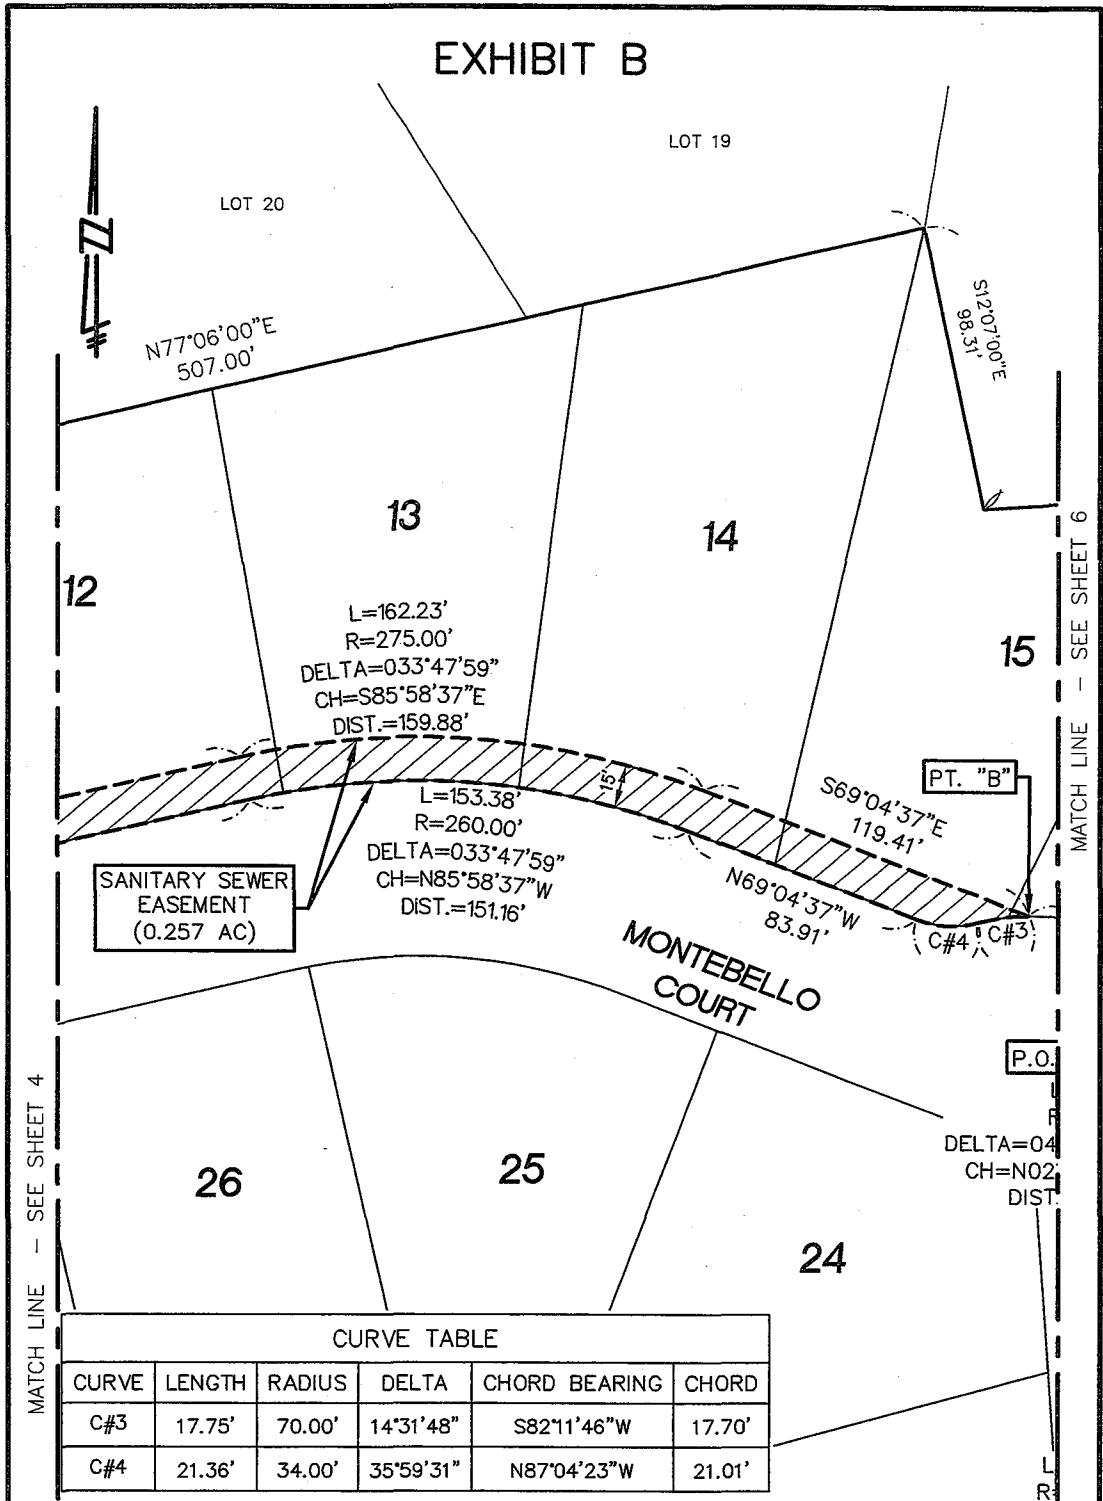 EXHIBIT B
LOT 19
LOT 20
N
N77°06'00"E
507.00'
S12°07'00"E
98.31'
13
14
12
15
MATCH LINE - SEE SHEET 6
L=162.23'
R=275.00'
DELTA=033°47'59"
CH=S85°58'37"E
DIST.=159.88'
15'
PT. "B"
S69°04'37"E
119.41'
L=153.38'
R=260.00'
DELTA=033°47'59"
CH=N85°58'37"W
DIST.=151.16'
SANITARY SEWER
EASEMENT
(0.257 AC)
N69°04'37"W
83.91'
C#4
C#3
MONTEBELLO
COURT
P.O.
L
R
DELTA=04
CH=N02
DIST.
MATCH LINE - SEE SHEET 4
26
25
24
CURVE TABLE
CURVE LENGTH RADIUS DELTA CHORD BEARING CHORD
C#3 17.75' 70.00' 14°31'48" S82°11'46"W 17.70'
C#4 21.36' 34.00' 35°59'31" N87°04'23"W 21.01'
L
R=